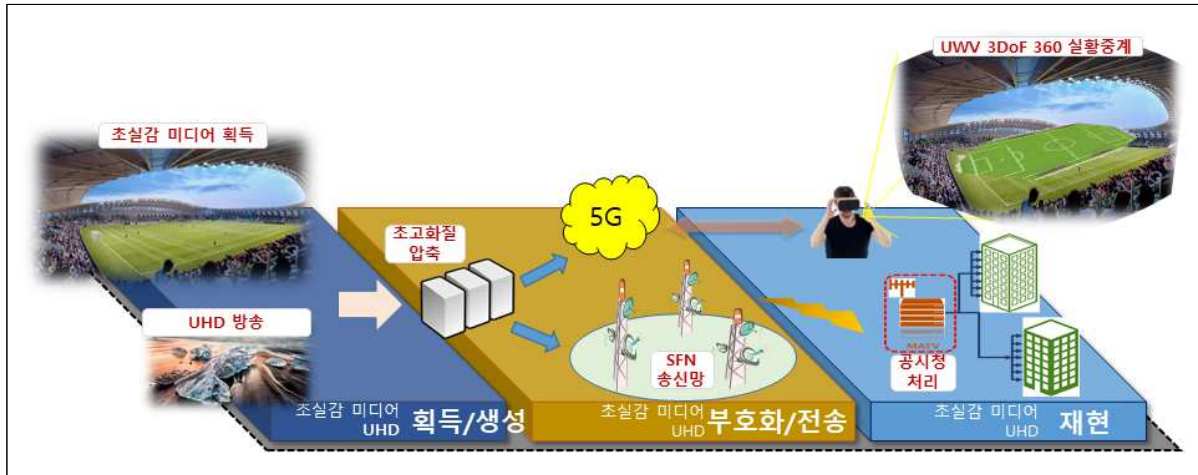 UWV 3DoF 360 실황중계
초실감 미디어 획득
5G
초고화질
압축
UHD 방송
SFN
송신망
MATV
공시청
처리
초실감 미디어
UHD 획득/생성
초실감 미디어
UHD 부호화/전송
초실감 미디어
UHD 재현